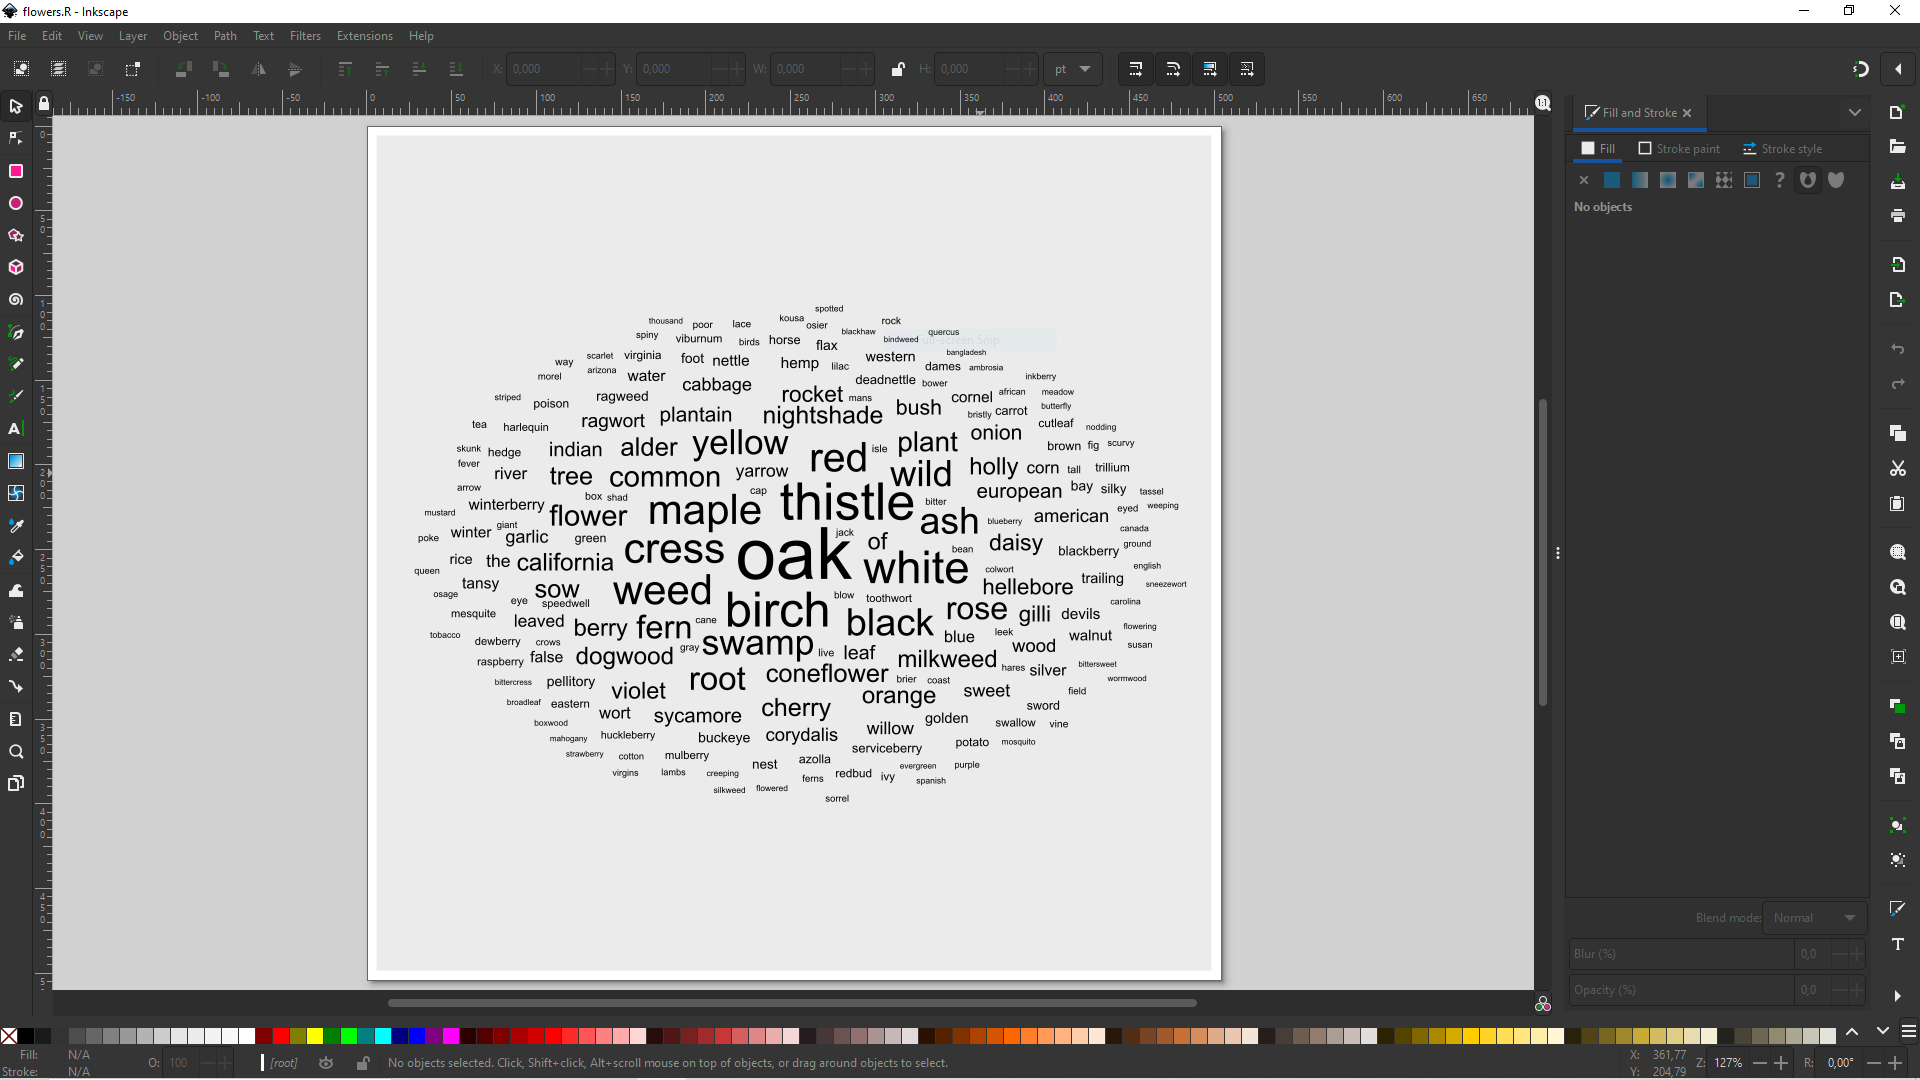 flowers.R - Inkscape
File Edit View Layer Object Path Text Filters Extensions Help
X: 0,000 Y: 0,000 W: 0,000 H: 0,000 pt
-150 -100 -50 0 50 100 150 200 250 300 350 400 450 500 550 600 650
Fill and Stroke
Fill Stroke paint Stroke style
No objects
spotted
thousand poor lace kousa osier rock
spiny viburnum birds horse flax blackhaw bindweed quercus
Full-screen Snip
way scarlet virginia foot nettle hemp lilac western bangladesh
morel arizona water cabbage deadnettle bower dames ambrosia inkberry
striped poison ragweed rocket mans cornel african meadow
ragwort plantain nightshade bush bristly carrot butterfly
tea harlequin yellow onion cutleaf nodding
skunk hedge indian alder red isle plant brown fig scurvy
fever river tree common yarrow wild holly corn tall trillium
arrow box shad cap european bay silky tassel
mustard winterberry flower maple thistle bitter american eyed weeping
giant ash blueberry canada
poke winter garlic green cress oak jack of daisy blackberry ground
queen rice the california white bean colwort english
osage tansy sow weed hellebore trailing sneezewort
eye speedwell birch blow toothwort rose carolina
mesquite leaved berry fern cane black gilli devils flowering
tobacco dewberry crows swamp blue leek walnut susan
raspberry false dogwood gray live leaf milkweed wood bittersweet
bittercress pellitory root coneflower brier coast hares silver wormwood
broadleaf eastern violet orange sweet field
boxwood wort sycamore cherry golden sword
mahogany huckleberry buckeye corydalis willow swallow vine
strawberry cotton mulberry azolla serviceberry potato mosquito
virgins lambs creeping nest ferns redbud ivy evergreen purple
silkweed flowered spanish
sorrel
Blend mode: Normal
Blur (%) 0,0
Opacity (%) 0,0
Fill: N/A O: 100 [root] No objects selected. Click, Shift+click, Alt+scroll mouse on top of objects, or drag around objects to select. X: 361,77 Z: 127% R: 0,00°
Stroke: N/A Y: 204,79